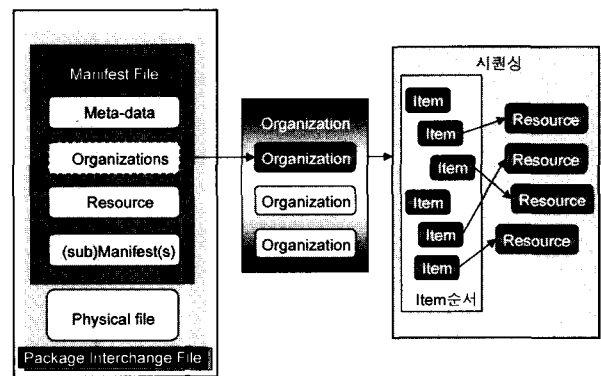 Manifest File
Meta-data
Organizations
Resource
(sub)Manifest(s)
Physical file
Package Interchange File
Organization
Organization
Organization
Organization
시퀀싱
Item
Item
Item
Item
Item
Item
Item순서
Resource
Resource
Resource
Resource